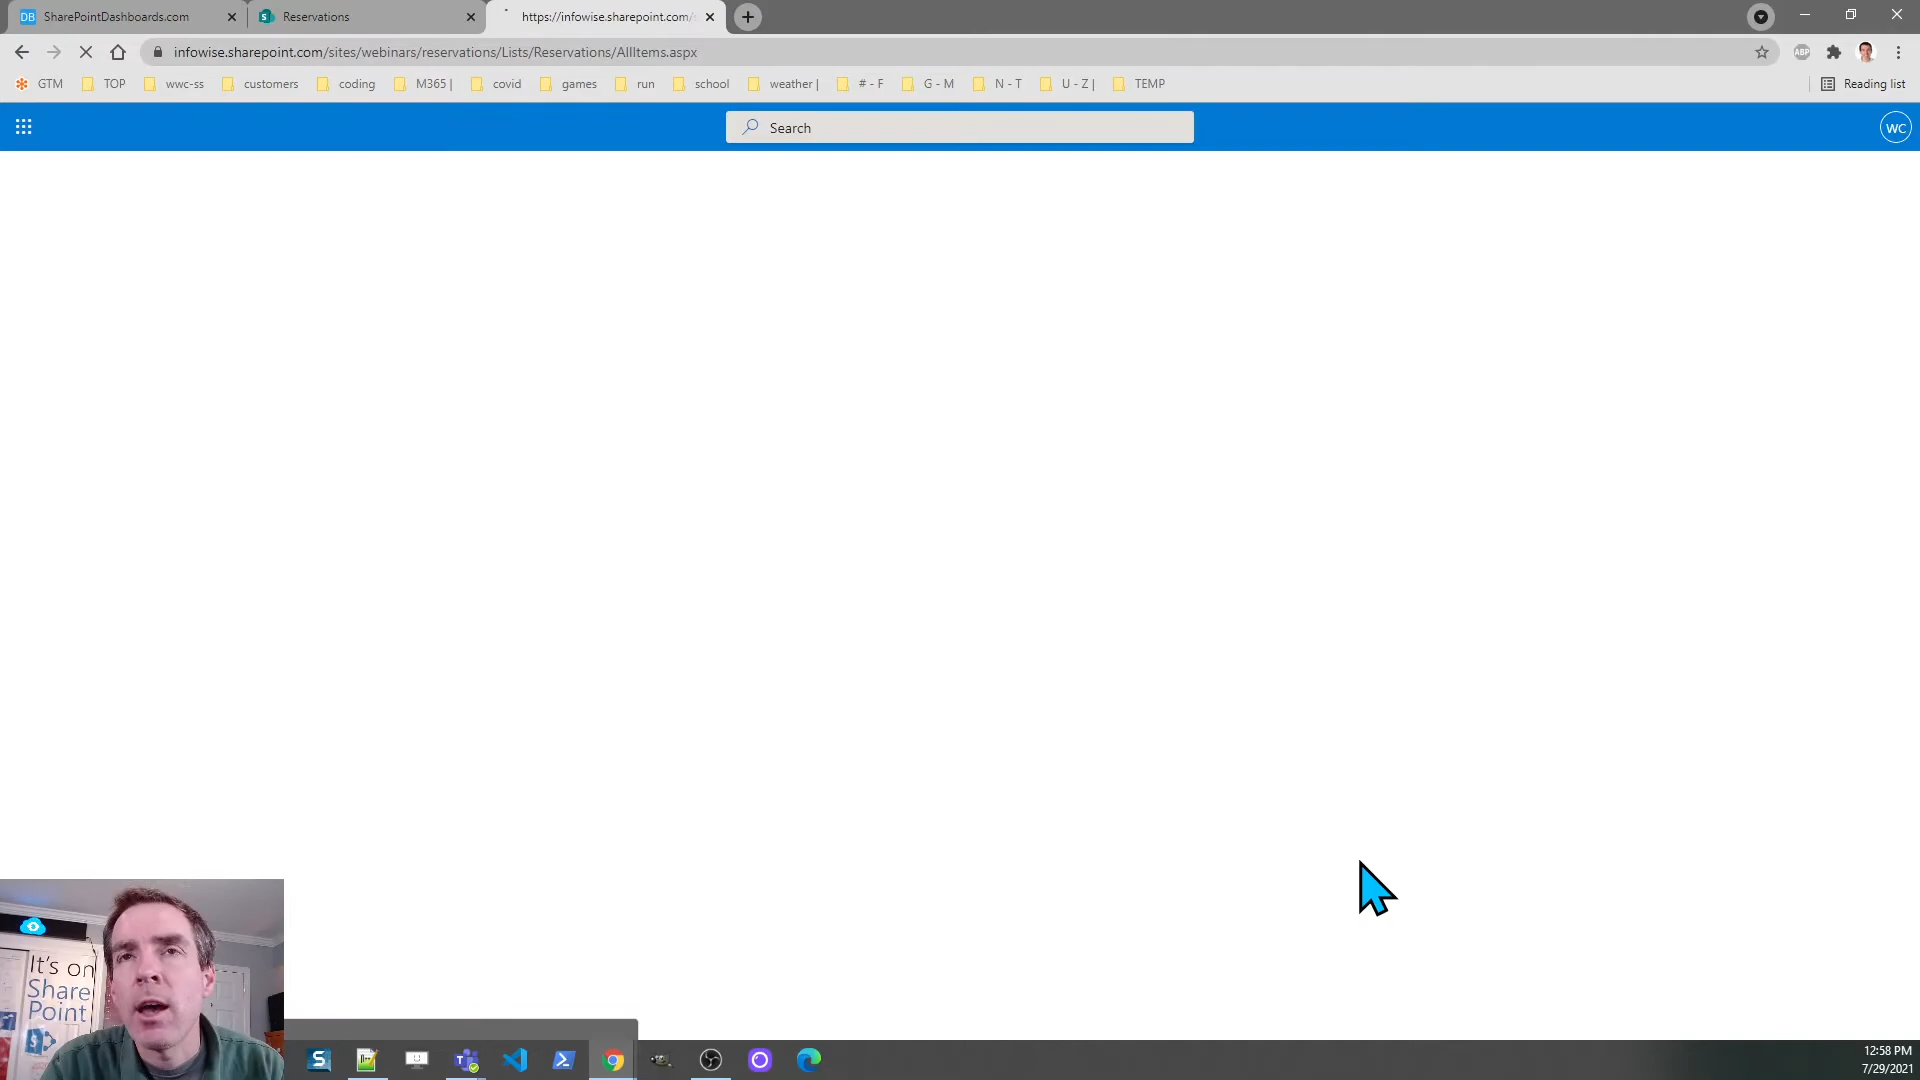 DB SharePointDashboards.com
S Reservations
https://infowise.sharepoint.com/s
infowise.sharepoint.com/sites/webinars/reservations/Lists/Reservations/AllItems.aspx
ABP
GTM TOP wwc-ss customers coding M365 | covid games run school weather | # - F G - M N - T U - Z | TEMP Reading list
Search
WC
It's on
Share
Point
S
12:58 PM
7/29/2021